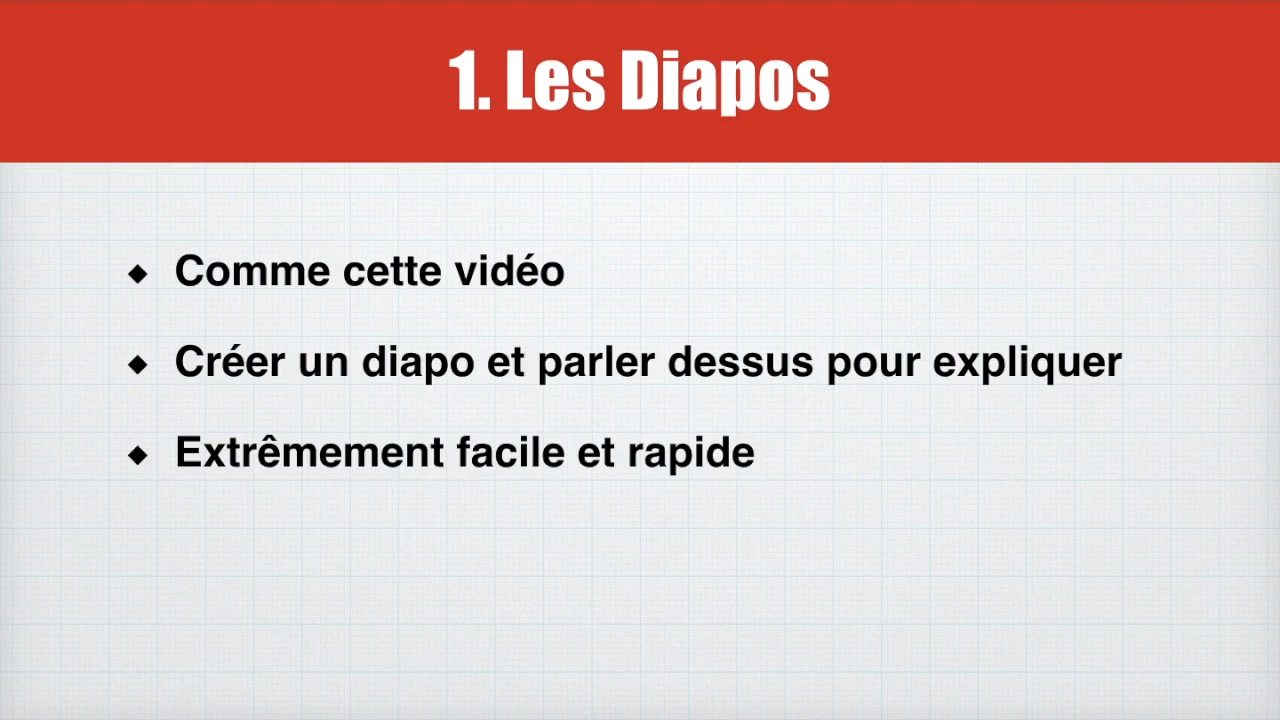 1. Les Diapos
◆ Comme cette vidéo
◆ Créer un diapo et parler dessus pour expliquer
◆ Extrêmement facile et rapide